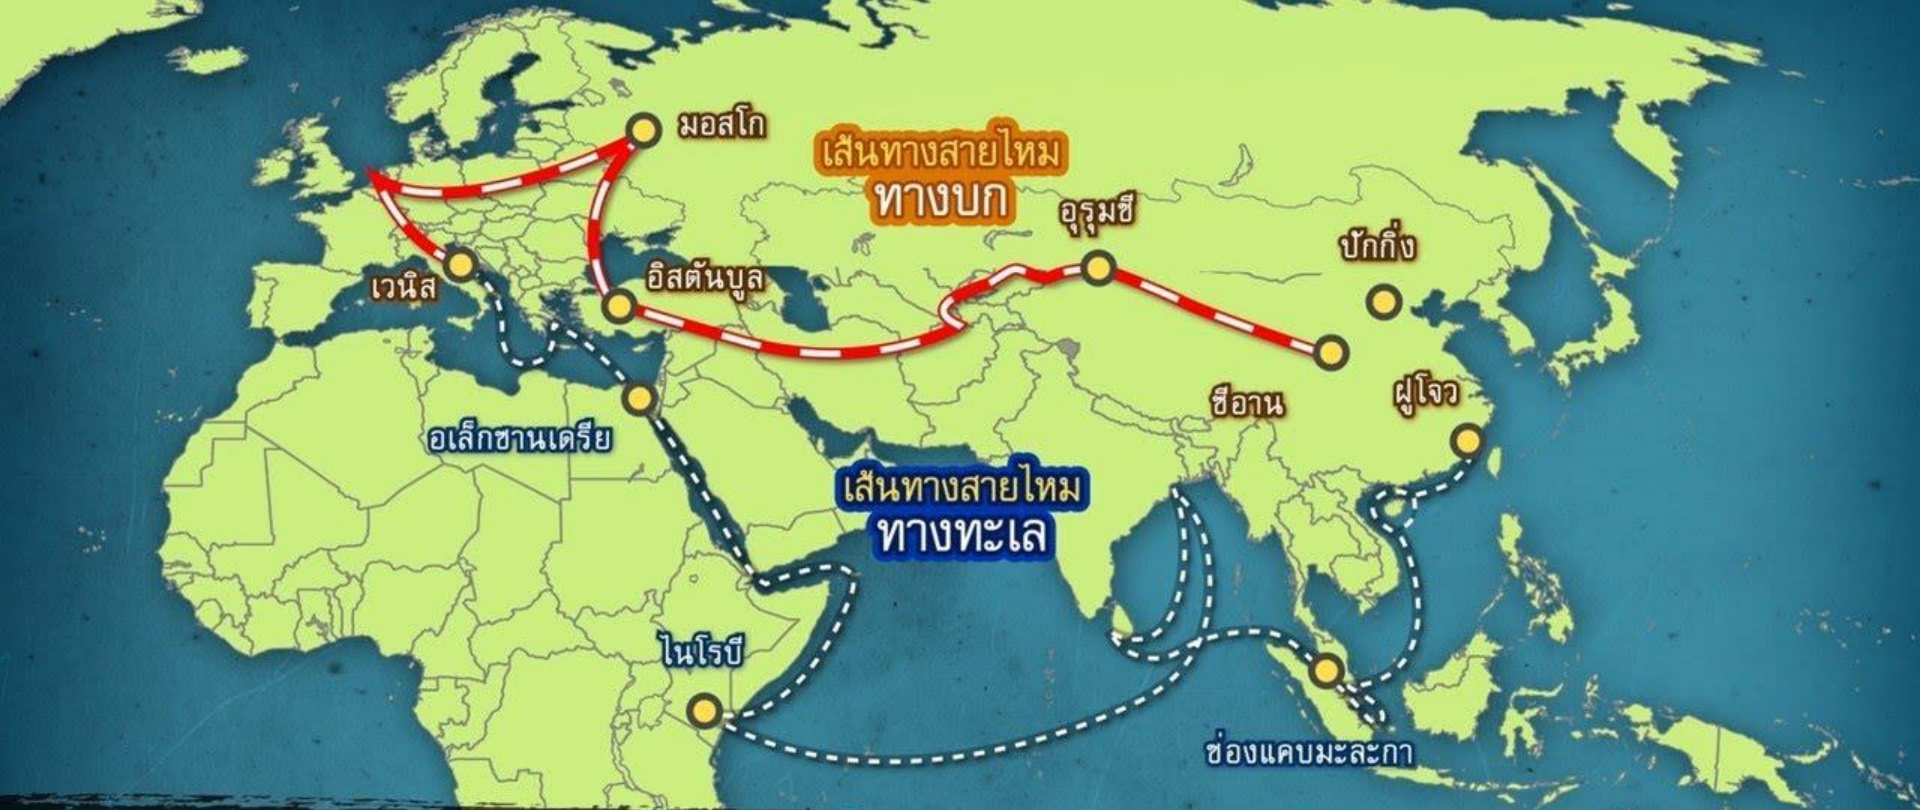 มอสโก
เส้นทางสายไหม
ทางบก
อุรุมชี
ปักกิ่ง
เวนิส
อิสตันบูล
ซีอาน
ฝูโจว
อเล็กซานเดรีย
เส้นทางสายไหม
ทางทะเล
ไนโรบี
ช่องแคบมะละกา